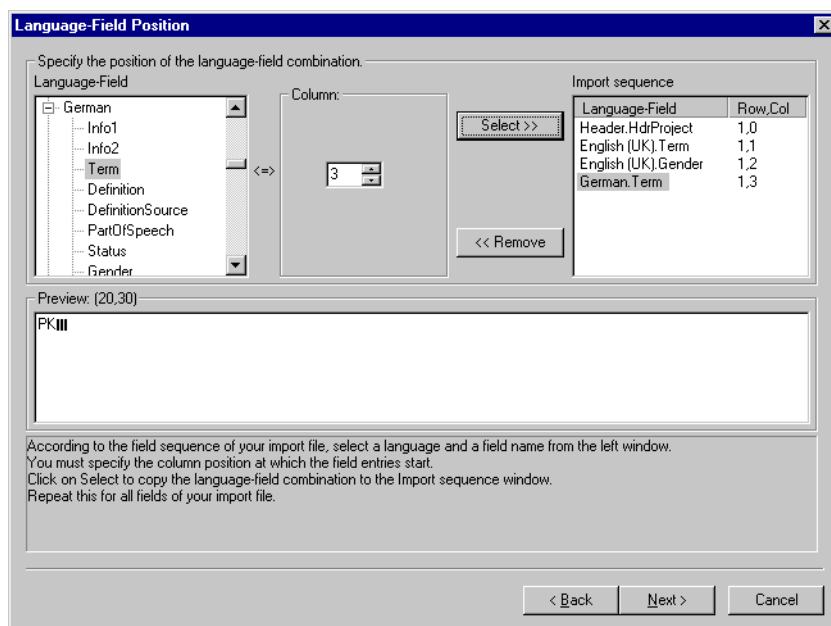 Language-Field Position
Specify the position of the language-field combination.
Language-Field
German
Info1
Info2
Term
Definition
DefinitionSource
PartOfSpeech
Status
Gender
<=>
Column:
3
Select >>
<< Remove
Import sequence
Language-Field Row,Col
Header.HdrProject 1,0
English (UK).Term 1,1
English (UK).Gender 1,2
German.Term 1,3
Preview: (20,30)
PK
According to the field sequence of your import file, select a language and a field name from the left window.
You must specify the column position at which the field entries start.
Click on Select to copy the language-field combination to the Import sequence window.
Repeat this for all fields of your import file.
< Back Next > Cancel